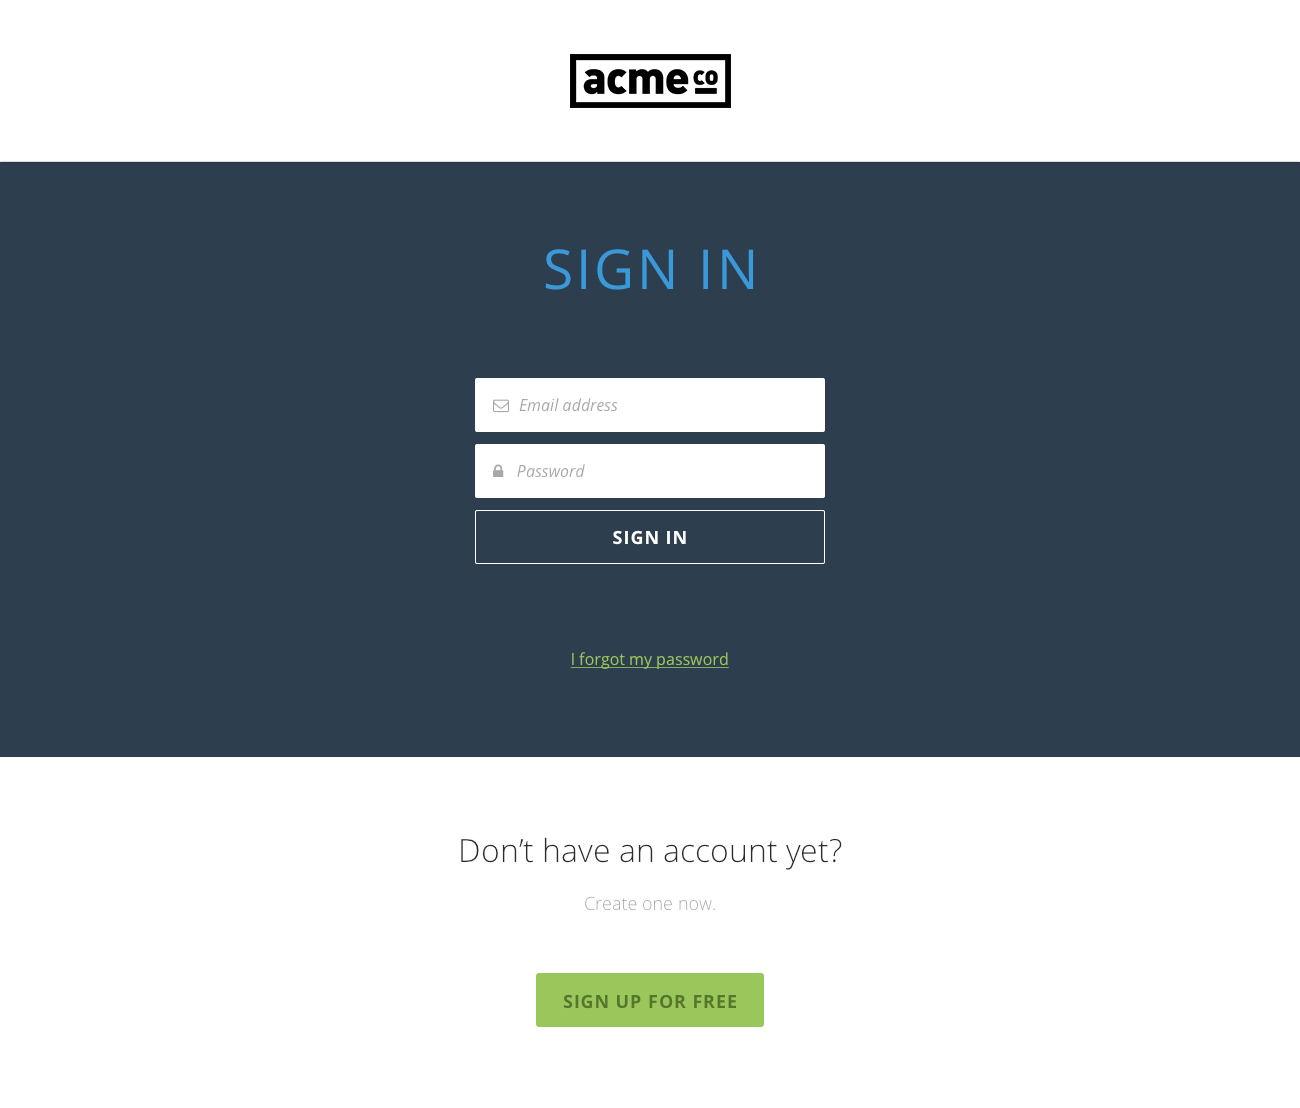 acme co
SIGN IN
Email address
Password
SIGN IN
I forgot my password
Don’t have an account yet?
Create one now.
SIGN UP FOR FREE